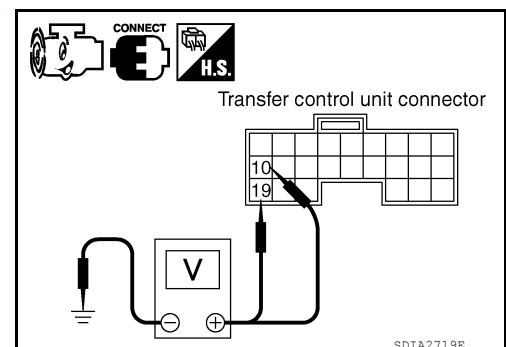 CONNECT
H.S.
Transfer control unit connector
10
19
V
− +
SDIA2719E